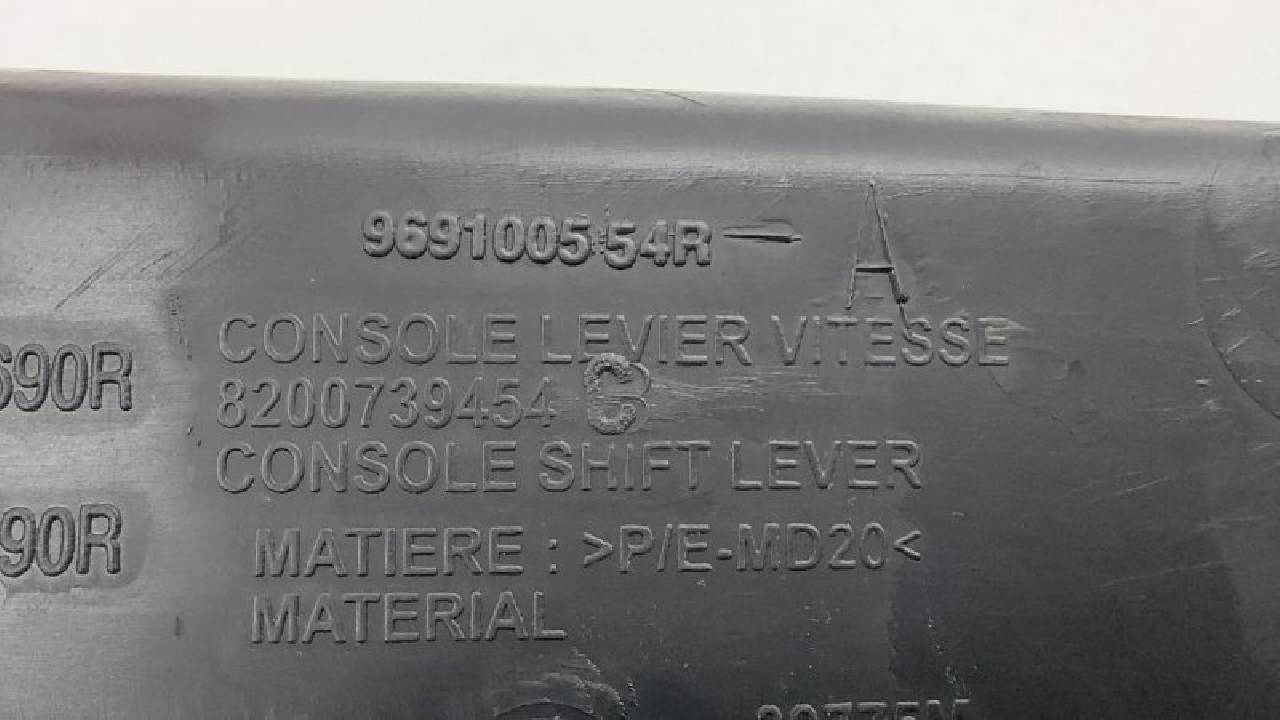 969100554R A
CONSOLE LEVIER VITESSE
690R
8200739454 C
CONSOLE SHIFT LEVER
90R
MATIERE : >P/E-MD20<
MATERIAL